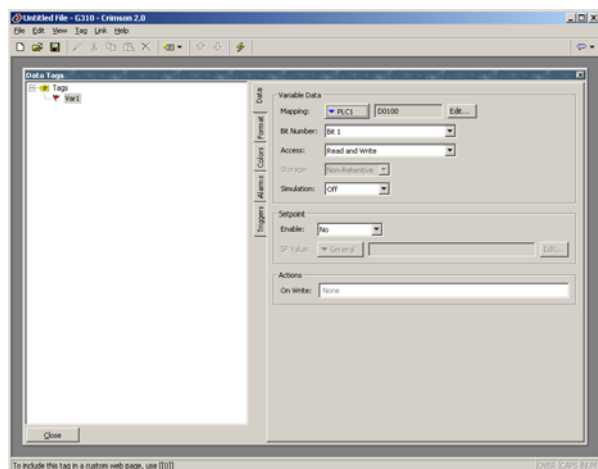 Untitled File - G310 - Crimson 2.0
File Edit View Tag Link Help
Data Tags
Tags
Var1
Data
Format
Colors
Alarms
Triggers
Variable Data
Mapping: PLC1 D0100 Edit...
Bit Number: Bit 1
Access: Read and Write
Storage: Non-Retentive
Simulation: Off
Setpoint
Enable: No
SP Value: General Edit...
Actions
On Write: None
Close
To include this tag in a custom web page, use [[0]]
OVER CAPS NUM